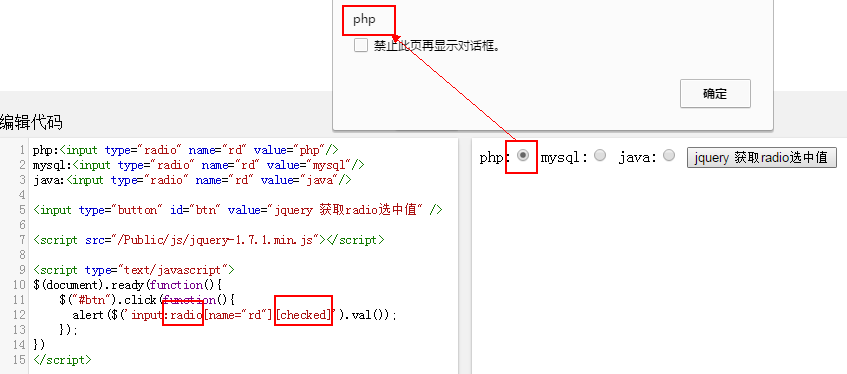 php
禁止此页再显示对话框。
确定
编辑代码
1 php:<input type="radio" name="rd" value="php"/>
2 mysql:<input type="radio" name="rd" value="mysql"/>
3 java:<input type="radio" name="rd" value="java"/>
4
5 <input type="button" id="btn" value="jquery 获取radio选中值" />
6
7 <script src="/Public/js/jquery-1.7.1.min.js"></script>
8
9 <script type="text/javascript">
10 $(document).ready(function(){
11 $("#btn").click(function(){
12 alert($('input:radio[name="rd"][checked]').val());
13 });
14 })
15 </script>
php: mysql: java: jquery 获取radio选中值